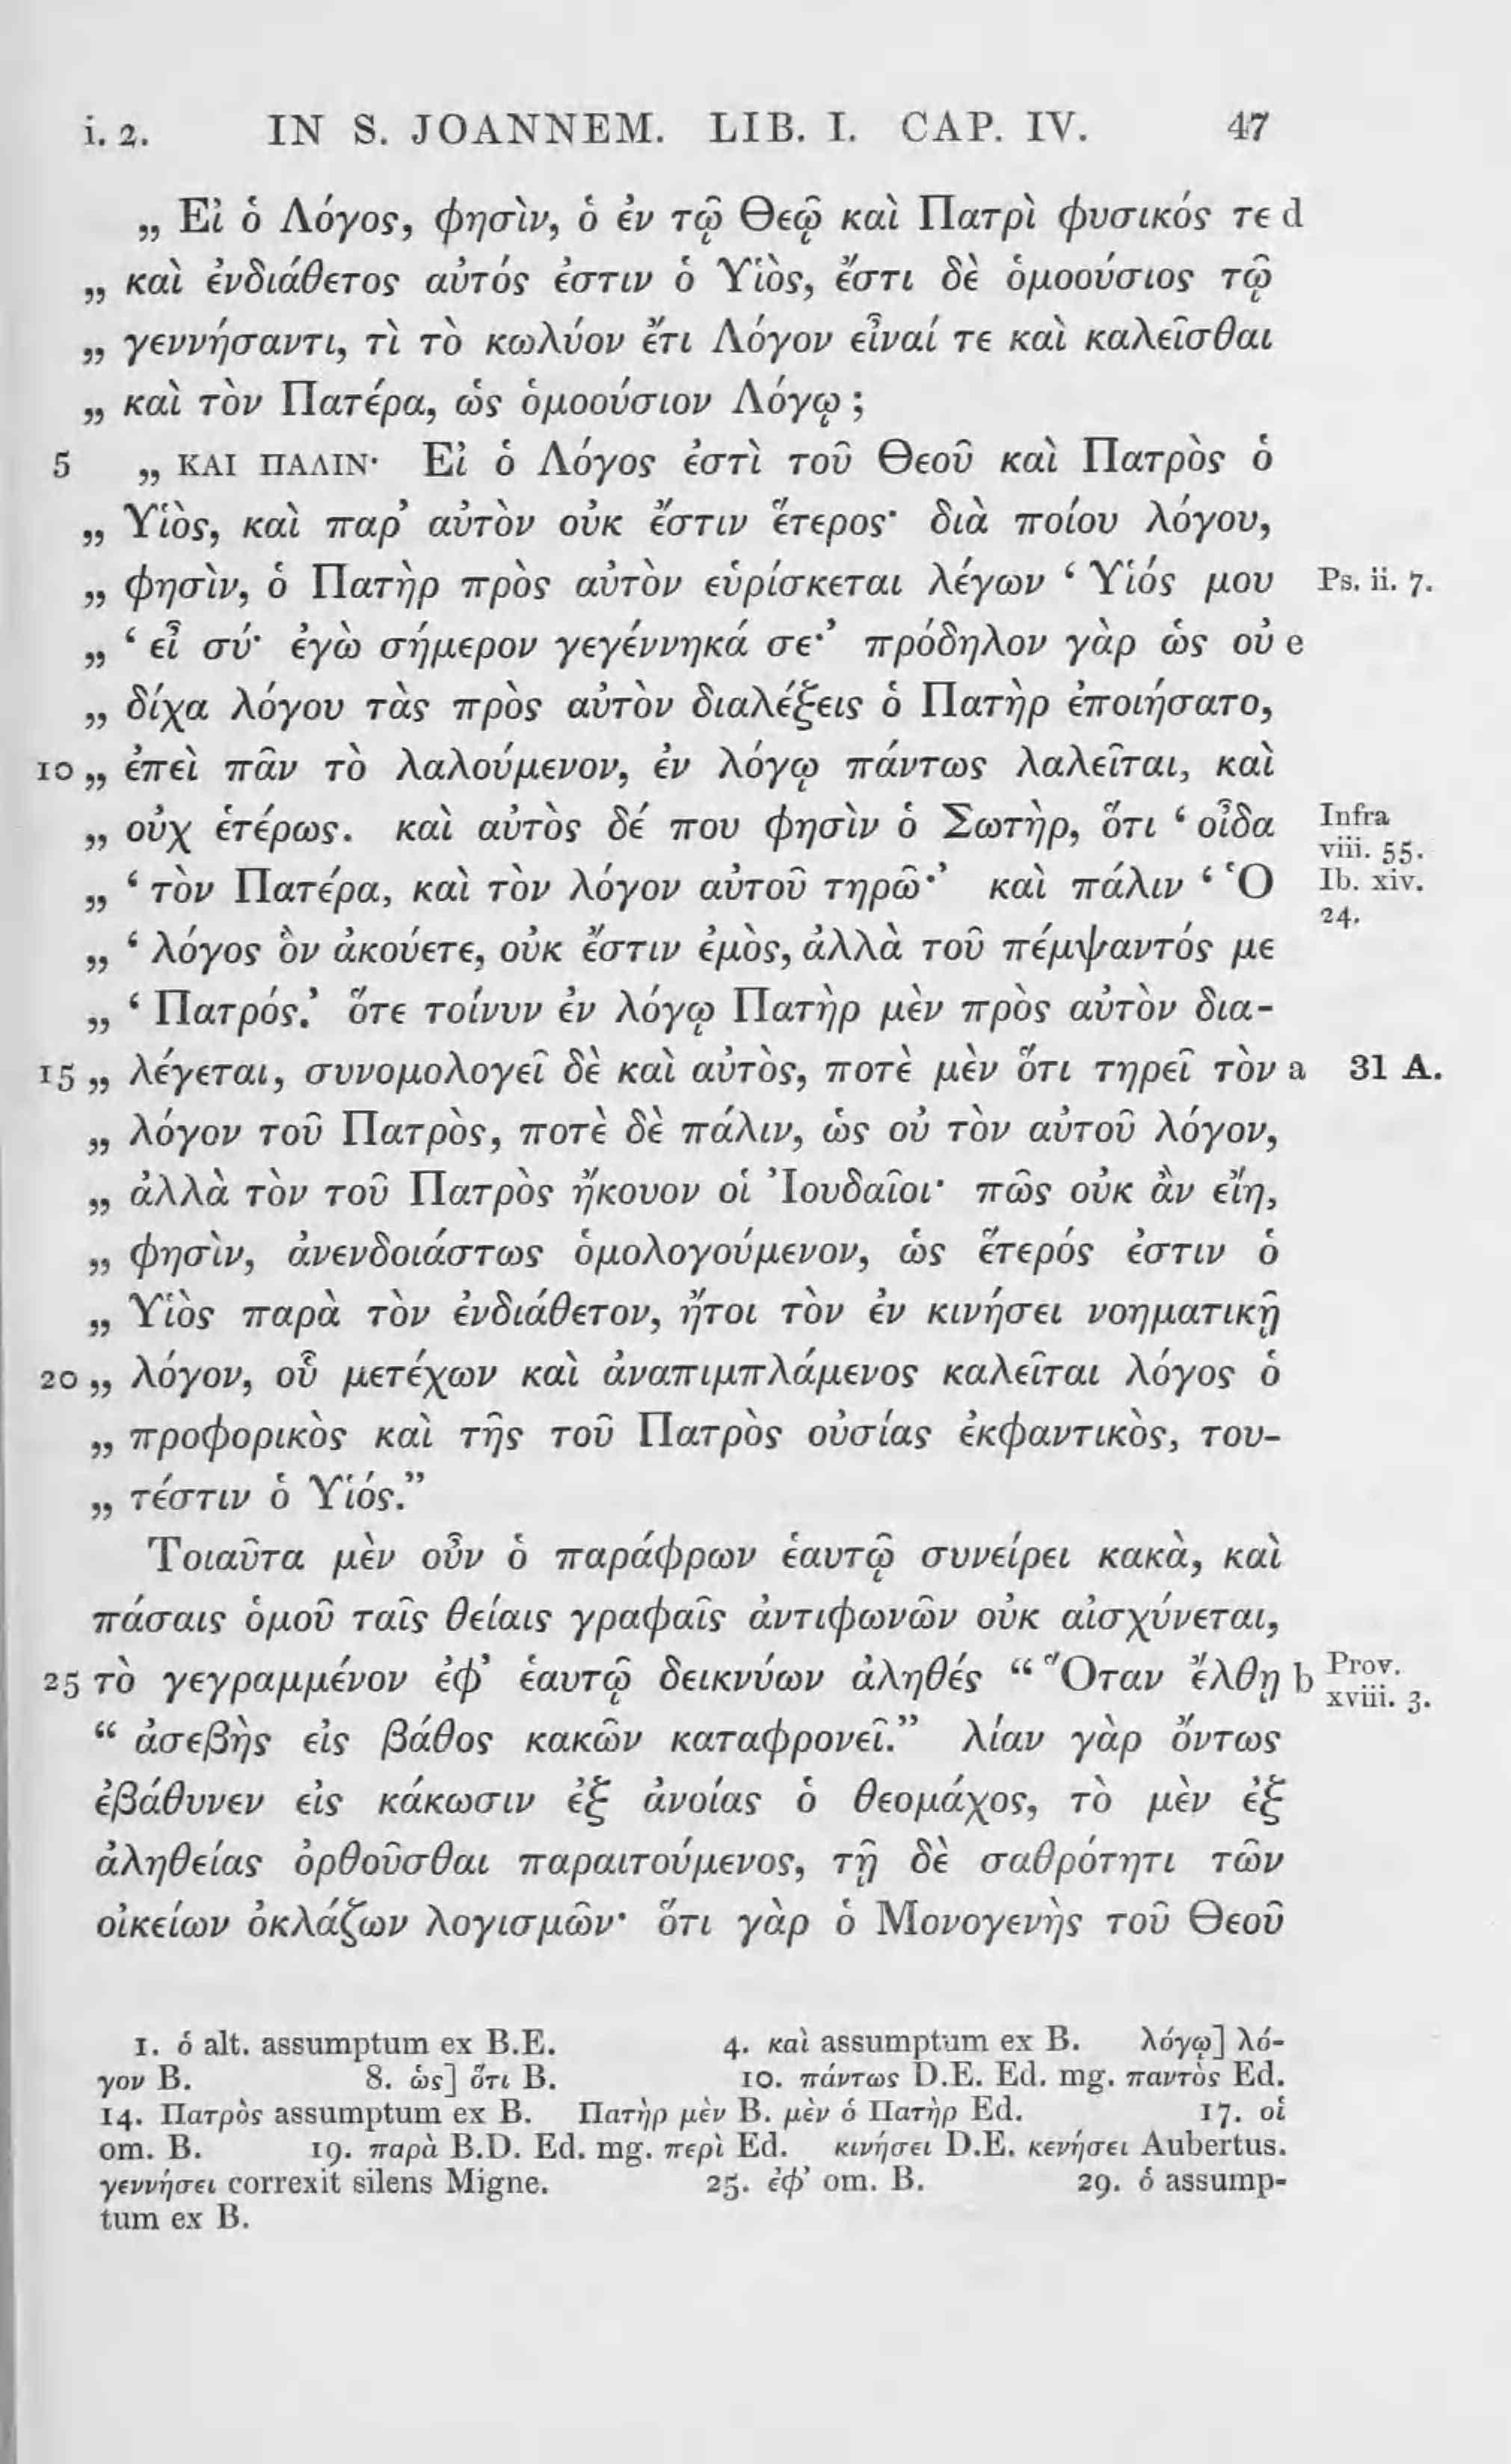 i. 2. IN S. JOANNEM. LIB. I. CAP. IV. 47
„ Εἰ ὁ Λόγος, φησὶν, ὁ ἐν τῷ Θεῷ καὶ Πατρὶ φυσικός τε d
„ καὶ ἐνδιάθετος αὐτός ἐστιν ὁ Υἱὸς, ἔστι δὲ ὁμοούσιος τῷ
„ γεννήσαντι, τὶ τὸ κωλύον ἔτι Λόγον εἶναί τε καὶ καλεῖσθαι
„ καὶ τὸν Πατέρα, ὡς ὁμοούσιον Λόγῳ ;
5 „ ΚΑΙ ΠΑΛΙΝ· Εἰ ὁ Λόγος ἐστὶ τοῦ Θεοῦ καὶ Πατρὸς ὁ
„ Υἱὸς, καὶ παρ’ αὐτὸν οὐκ ἔστιν ἕτερος· διὰ ποίου λόγου,
„ φησὶν, ὁ Πατὴρ πρὸς αὐτὸν εὑρίσκεται λέγων ‘ Υἱός μου Ps. ii. 7.
„ ‘ εἶ σύ· ἐγὼ σήμερον γεγέννηκά σε·’ πρόδηλον γὰρ ὡς οὐ e
„ δίχα λόγου τὰς πρὸς αὐτὸν διαλέξεις ὁ Πατὴρ ἐποιήσατο,
10 „ ἐπεὶ πᾶν τὸ λαλούμενον, ἐν λόγῳ πάντως λαλεῖται, καὶ
„ οὐχ ἑτέρως. καὶ αὐτὸς δέ που φησὶν ὁ Σωτὴρ, ὅτι ‘ οἶδα Infra viii. 55.
„ ‘ τὸν Πατέρα, καὶ τὸν λόγον αὐτοῦ τηρῶ·’ καὶ πάλιν ‘ Ὁ Ib. xiv. 24.
„ ‘ λόγος ὃν ἀκούετε, οὐκ ἔστιν ἐμὸς, ἀλλὰ τοῦ πέμψαντός με
„ ‘ Πατρός.’ ὅτε τοίνυν ἐν λόγῳ Πατὴρ μὲν πρὸς αὐτὸν δια-
15 „ λέγεται, συνομολογεῖ δὲ καὶ αὐτὸς, ποτὲ μὲν ὅτι τηρεῖ τὸν a 31 A.
„ λόγον τοῦ Πατρὸς, ποτὲ δὲ πάλιν, ὡς οὐ τὸν αὐτοῦ λόγον,
„ ἀλλὰ τὸν τοῦ Πατρὸς ἤκουον οἱ Ἰουδαῖοι· πῶς οὐκ ἂν εἴη,
„ φησὶν, ἀνενδοιάστως ὁμολογούμενον, ὡς ἕτερός ἐστιν ὁ
„ Υἱὸς παρὰ τὸν ἐνδιάθετον, ἤτοι τὸν ἐν κινήσει νοηματικῇ
20 „ λόγον, οὗ μετέχων καὶ ἀναπιμπλάμενος καλεῖται λόγος ὁ
„ προφορικὸς καὶ τῆς τοῦ Πατρὸς οὐσίας ἐκφαντικὸς, του-
„ τέστιν ὁ Υἱός.”
Τοιαῦτα μὲν οὖν ὁ παράφρων ἑαυτῷ συνείρει κακὰ, καὶ
πάσαις ὁμοῦ ταῖς θείαις γραφαῖς ἀντιφωνῶν οὐκ αἰσχύνεται,
25 τὸ γεγραμμένον ἐφ’ ἑαυτῷ δεικνύων ἀληθές “ Ὅταν ἔλθῃ b Prov. xviii. 3.
“ ἀσεβὴς εἰς βάθος κακῶν καταφρονεῖ.” λίαν γὰρ ὄντως
ἐβάθυνεν εἰς κάκωσιν ἐξ ἀνοίας ὁ θεομάχος, τὸ μὲν ἐξ
ἀληθείας ὀρθοῦσθαι παραιτούμενος, τῇ δὲ σαθρότητι τῶν
οἰκείων ὀκλάζων λογισμῶν· ὅτι γὰρ ὁ Μονογενὴς τοῦ Θεοῦ
1. ὁ alt. assumptum ex B.E. 4. καὶ assumptum ex B. λόγῳ] λό-
γον B. 8. ὡς] ὅτι B. 10. πάντως D.E. Ed. mg. παντὸς Ed.
14. Πατρὸς assumptum ex B. Πατὴρ μὲν B. μὲν ὁ Πατὴρ Ed. 17. οἱ
om. B. 19. παρὰ B.D. Ed. mg. περὶ Ed. κινήσει D.E. κενήσει Aubertus.
γεννήσει correxit silens Migne. 25. ἐφ’ om. B. 29. ὁ assump-
tum ex B.